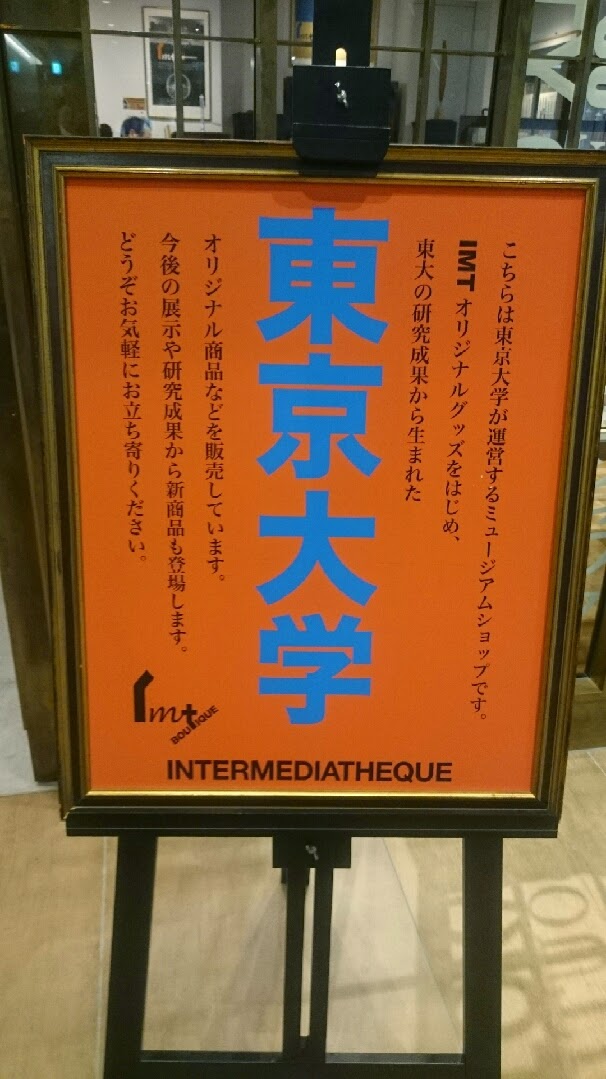 こちらは東京大学が運営するミュージアムショップです。
IMT オリジナルグッズをはじめ、
東大の研究成果から生まれた
東京大学
オリジナル商品などを販売しています。
今後の展示や研究成果から新商品も登場します。
どうぞお気軽にお立ち寄りください。
imt
BOUTIQUE
INTERMEDIATHEQUE